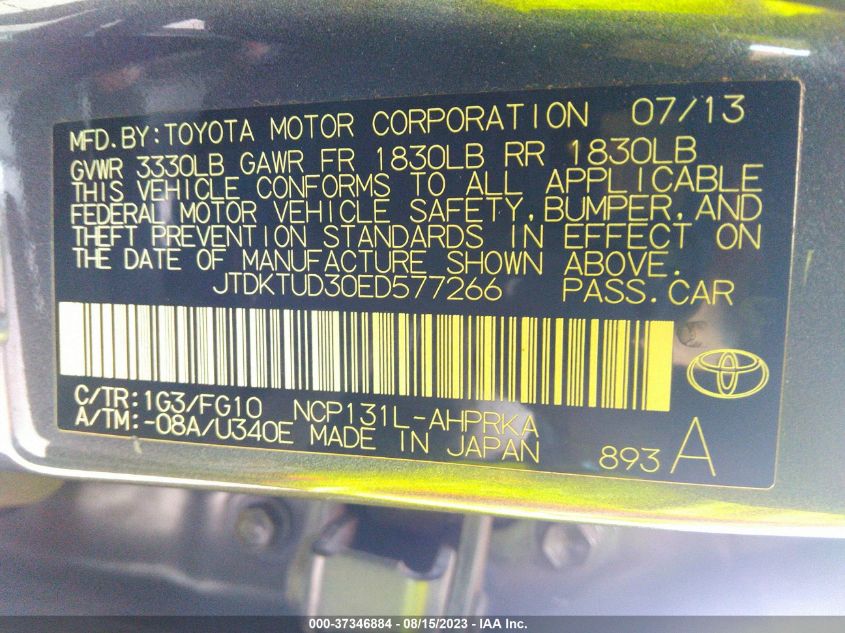 MFD.BY:TOYOTA MOTOR CORPORATION 07/13
GVWR 3330LB GAWR FR 1830LB RR 1830LB
THIS VEHICLE CONFORMS TO ALL APPLICABLE
FEDERAL MOTOR VEHICLE SAFETY,BUMPER,AND
THEFT PREVENTION STANDARDS IN EFFECT ON
THE DATE OF MANUFACTURE SHOWN ABOVE.
JTDKTUD30ED577266 PASS.CAR
C/TR:1G3/FG10 NCP131L-AHPRKA
A/TM:-08A/U340E MADE IN JAPAN 893 A
000-37346884 - 08/15/2023 - IAA Inc.